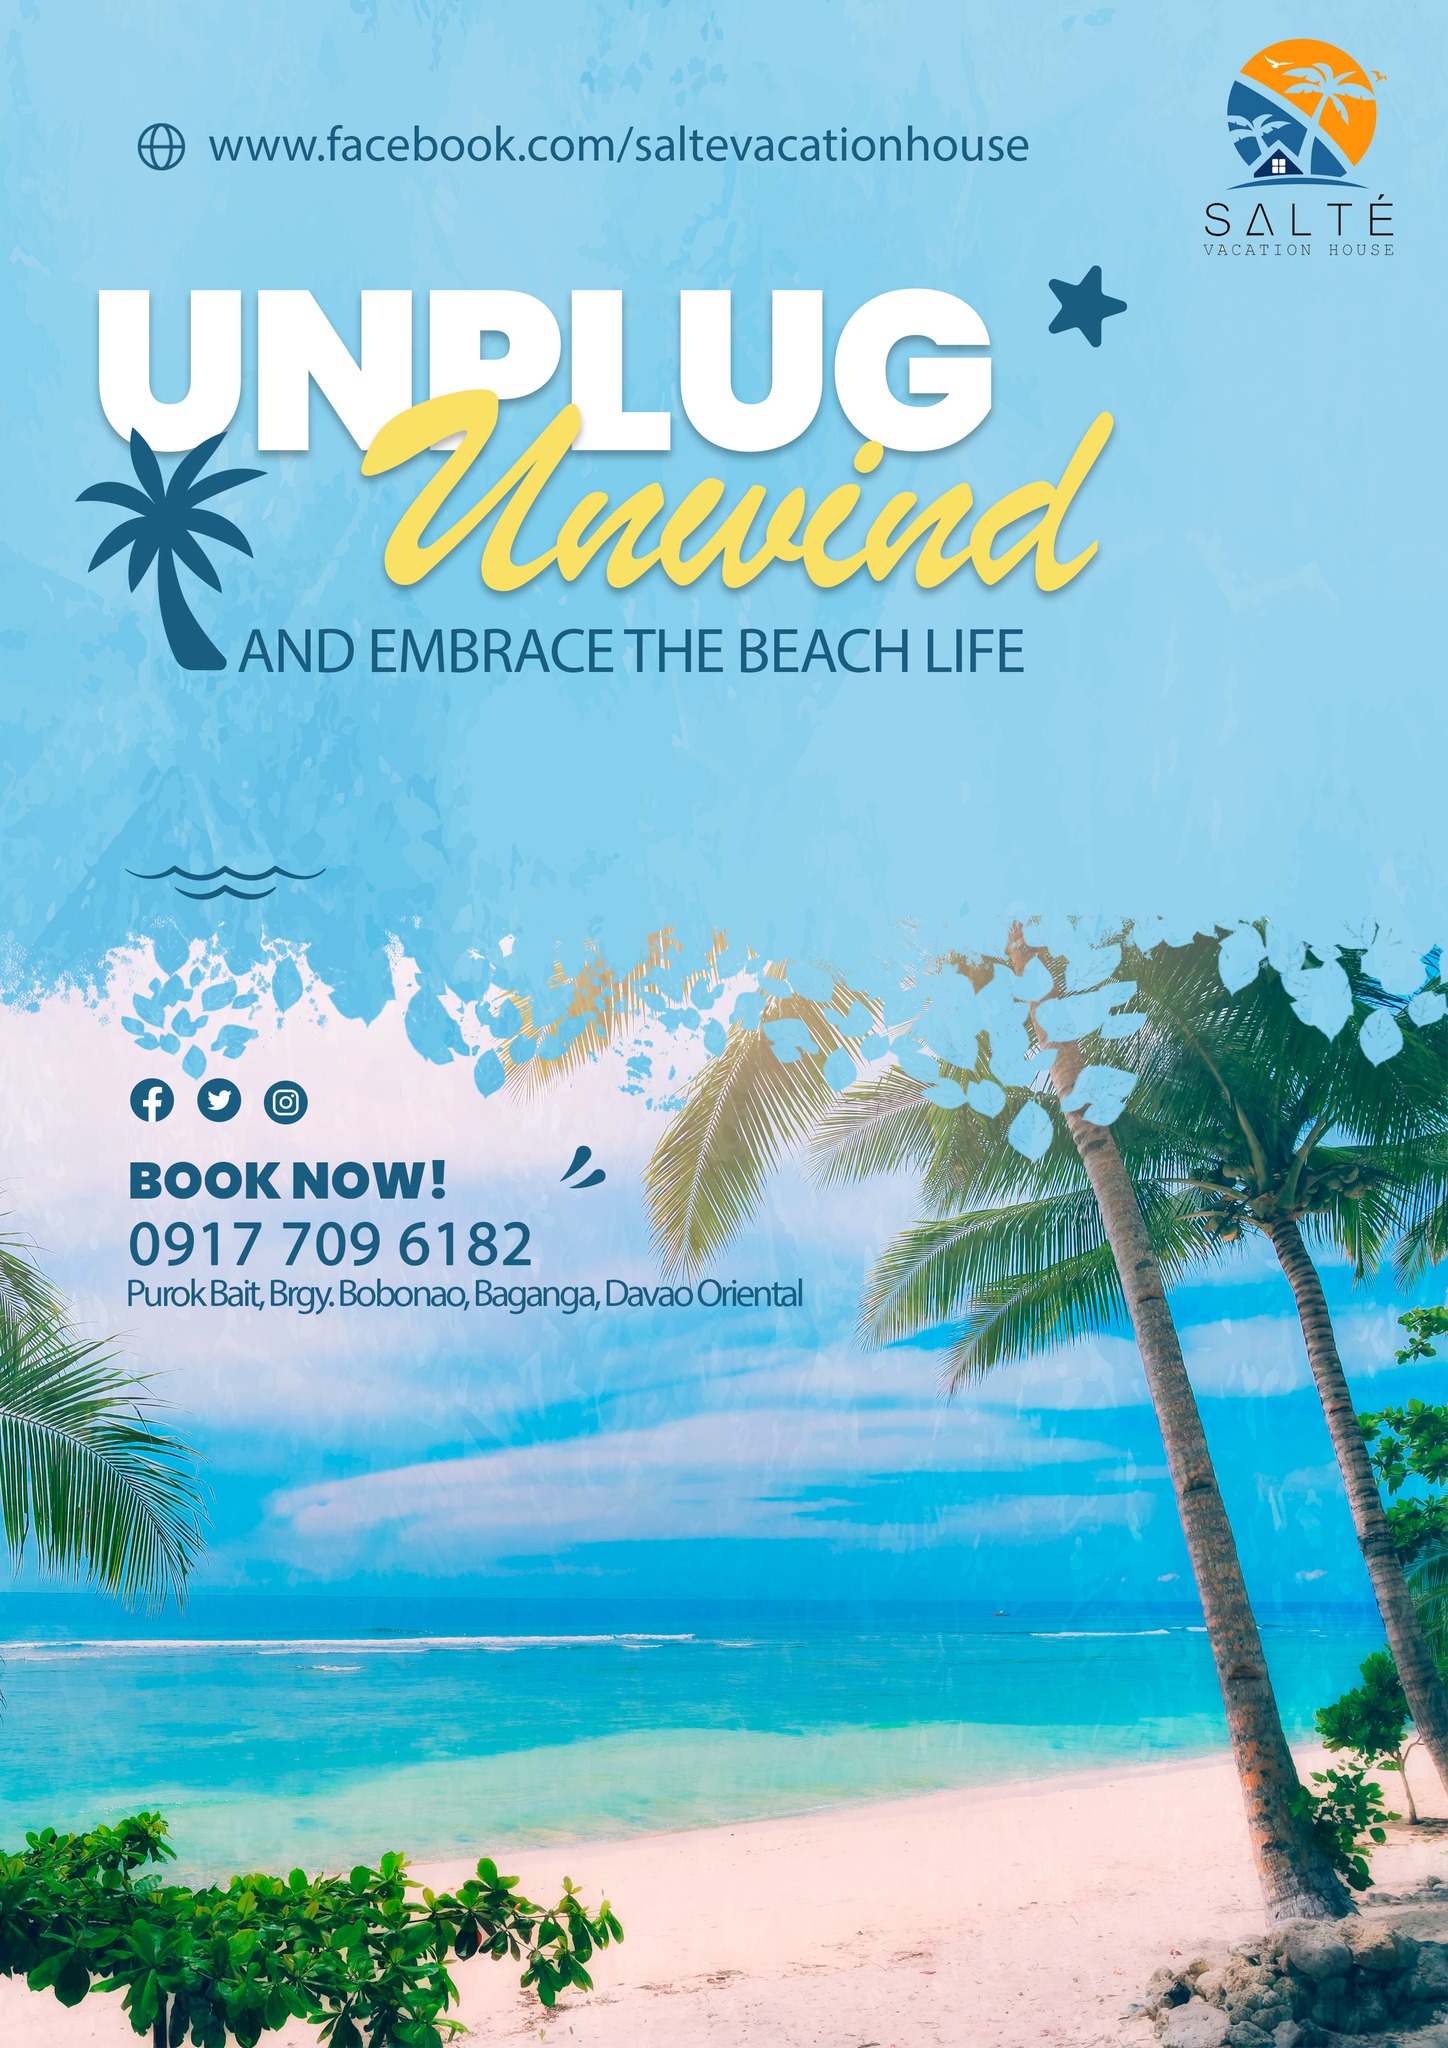 www.facebook.com/saltevacationhouse
SALTÉ
VACATION HOUSE
UNPLUG
Unwind
AND EMBRACE THE BEACH LIFE
BOOK NOW!
0917 709 6182
Purok Bait, Brgy. Bobonao, Baganga, Davao Oriental